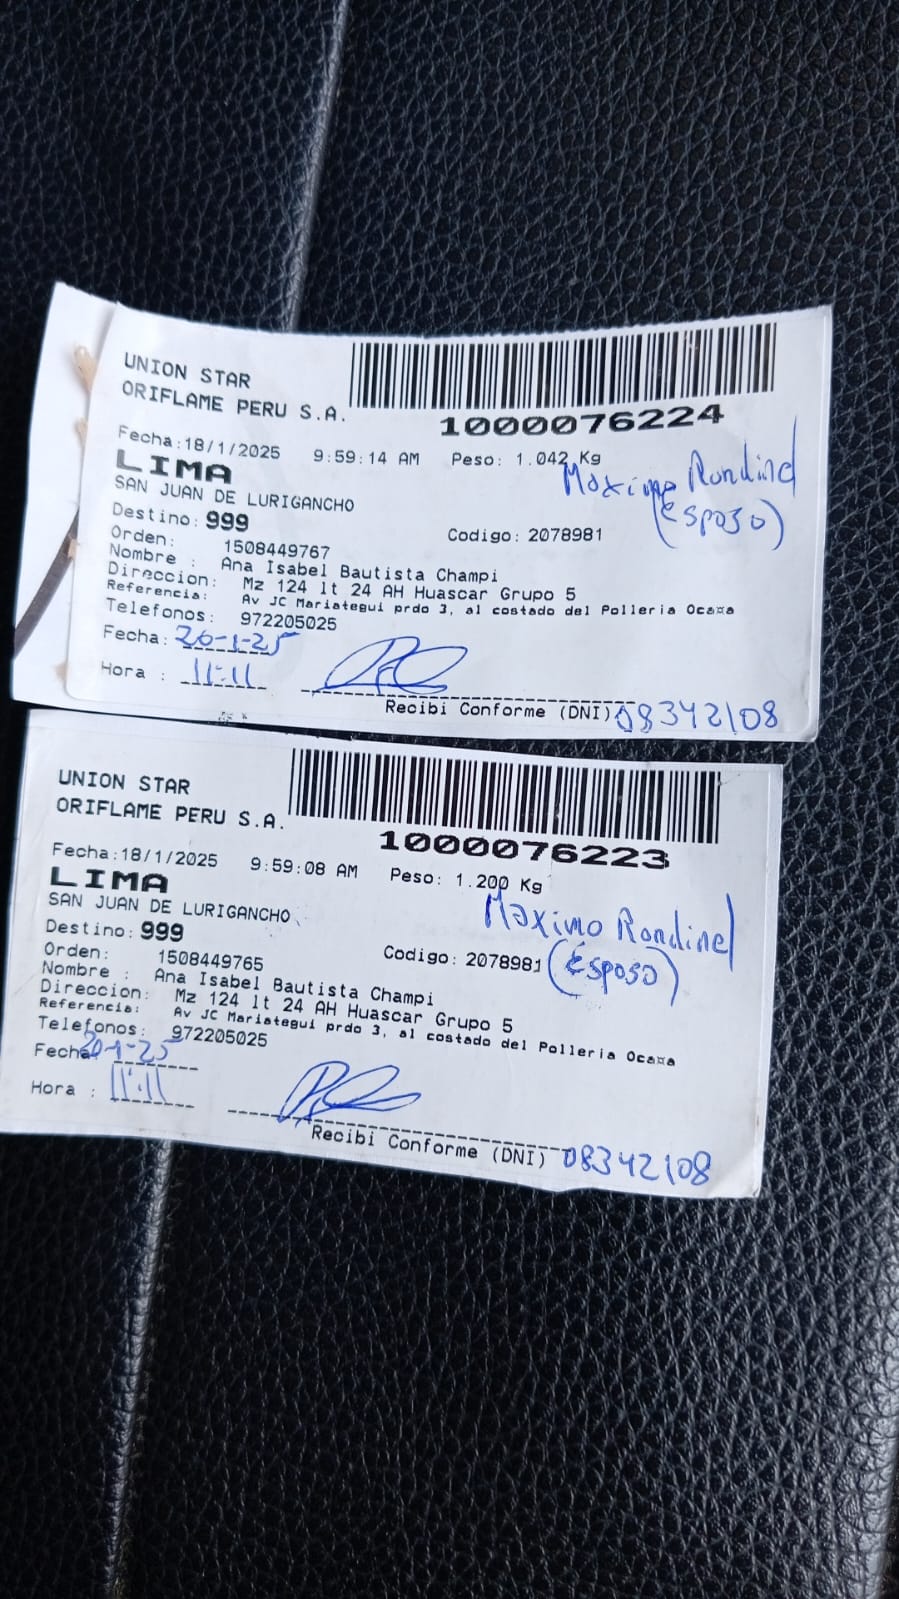 UNION STAR
ORIFLAME PERU S.A.
1000076224
Fecha:18/1/2025 9:59:14 AM Peso: 1.042 Kg
LIMA
Maximo Rondinel
SAN JUAN DE LURIGANCHO
(Esposo)
Destino: 999
Codigo: 2078981
Orden: 1508449767
Nombre : Ana Isabel Bautista Champi
Direccion: Mz 124 lt 24 AH Huascar Grupo 5
Referencia: Av JC Mariategui prdo 3, al costado del Polleria Ocaxa
Telefonos: 972205025
Fecha: 20-1-25
Hora : 11:11
Recibi Conforme (DNI) 08342108
UNION STAR
ORIFLAME PERU S.A.
1000076223
Fecha:18/1/2025 9:59:08 AM Peso: 1.200 Kg
LIMA
Maximo Rondinel
SAN JUAN DE LURIGANCHO
Destino: 999
Codigo: 2078981 (Esposo)
Orden: 1508449765
Nombre : Ana Isabel Bautista Champi
Direccion: Mz 124 lt 24 AH Huascar Grupo 5
Referencia: Av JC Mariategui prdo 3, al costado del Polleria Ocaxa
Telefonos: 972205025
Fecha: 20-1-25
Hora : 11:11
Recibi Conforme (DNI) 08342108